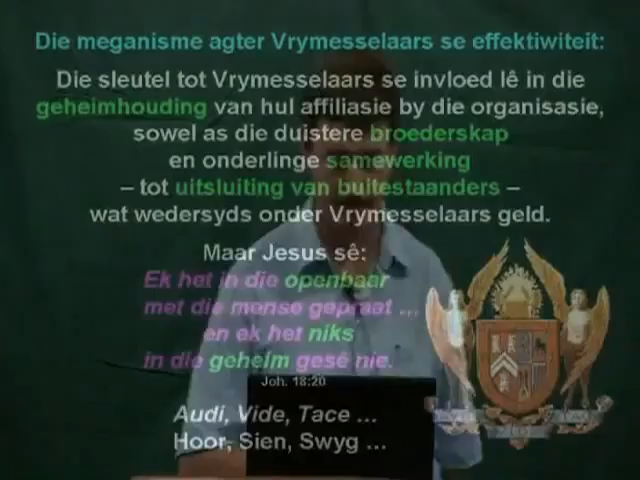 Die meganisme agter Vrymesselaars se effektiwiteit:
Die sleutel tot Vrymesselaars se invloed lê in die
geheimhouding van hul affiliasie by die organisasie,
sowel as die duistere broederskap
en onderlinge samewerking
– tot uitsluiting van buitestaanders –
wat wedersyds onder Vrymesselaars geld.
Maar Jesus sê:
Ek het in die openbaar
met die mense gepraat ...
en ek het niks
in die geheim gesê nie.
Joh. 18:20
Audi, Vide, Tace ...
Hoor, Sien, Swyg ...